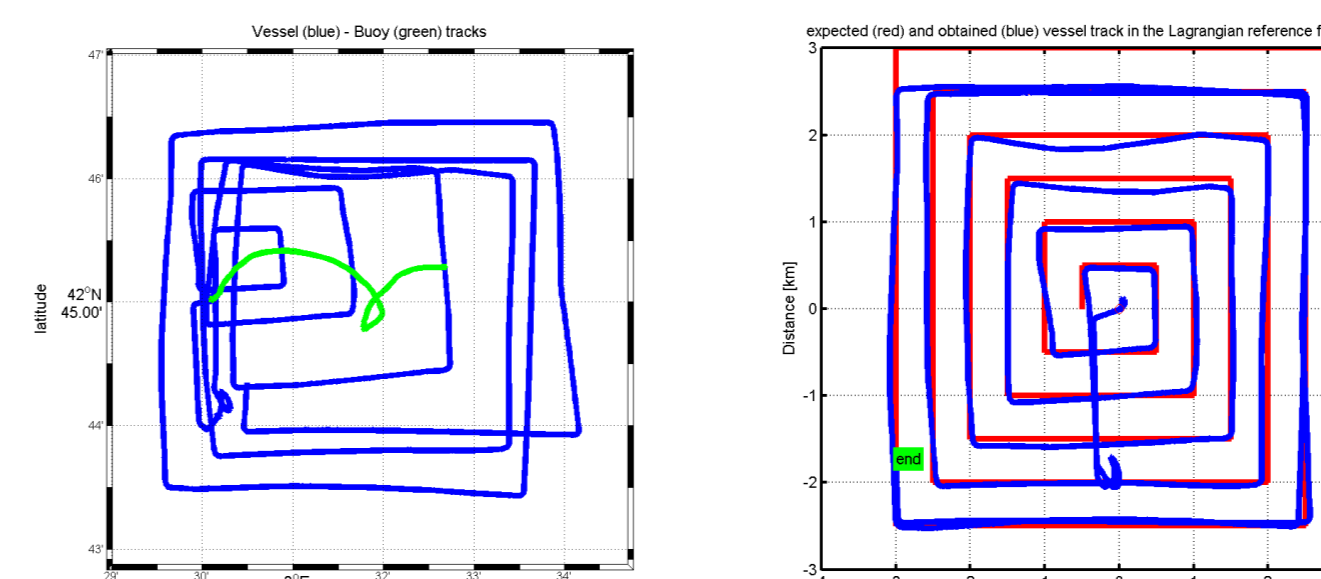 Vessel (blue) - Buoy (green) tracks
47'
46'
42°N
45.00'
44'
43'
latitude
29'
30'
32'
33'
34'
expected (red) and obtained (blue) vessel track in the Lagrangian reference
3
2
1
0
-1
-2
-3
Distance [km]
end